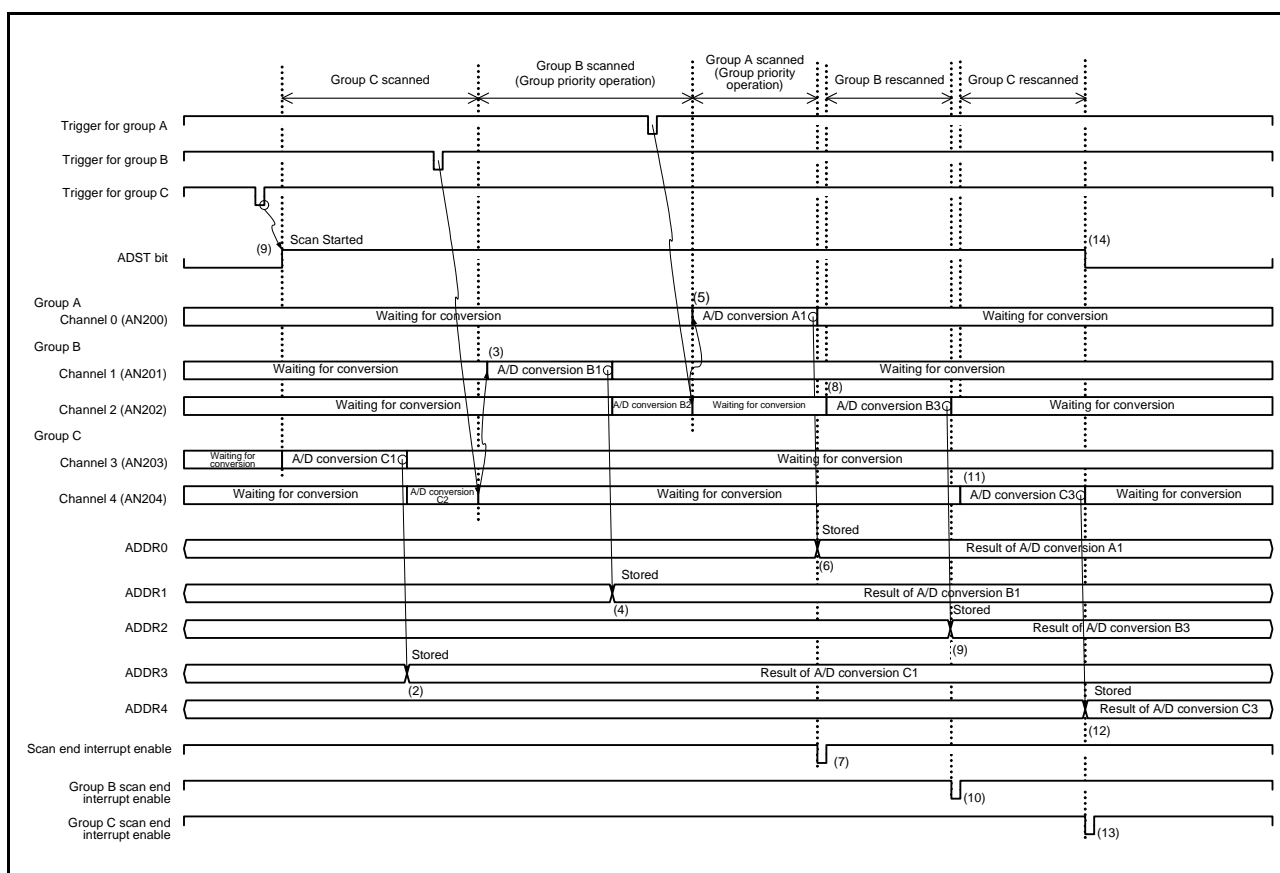 Group C scanned
Group B scanned
(Group priority operation)
Group A scanned
(Group priority
operation)
Group B rescanned
Group C rescanned
Trigger for group A
Trigger for group B
Trigger for group C
(9)
Scan Started
(14)
ADST bit
Group A
(5)
Channel 0 (AN200)
Waiting for conversion
A/D conversion A1
Waiting for conversion
Group B
(3)
Channel 1 (AN201)
Waiting for conversion
A/D conversion B1
Waiting for conversion
(8)
Channel 2 (AN202)
Waiting for conversion
A/D conversion B2
Waiting for conversion
A/D conversion B3
Waiting for conversion
Group C
Channel 3 (AN203)
Waiting for
conversion
A/D conversion C1
Waiting for conversion
(11)
Channel 4 (AN204)
Waiting for conversion
A/D conversion
C2
Waiting for conversion
A/D conversion C3
Waiting for conversion
Stored
ADDR0
Result of A/D conversion A1
(6)
Stored
ADDR1
Result of A/D conversion B1
(4)
Stored
ADDR2
Result of A/D conversion B3
(9)
Stored
ADDR3
Result of A/D conversion C1
(2)
Stored
ADDR4
Result of A/D conversion C3
(12)
Scan end interrupt enable
(7)
Group B scan end
interrupt enable
(10)
Group C scan end
interrupt enable
(13)